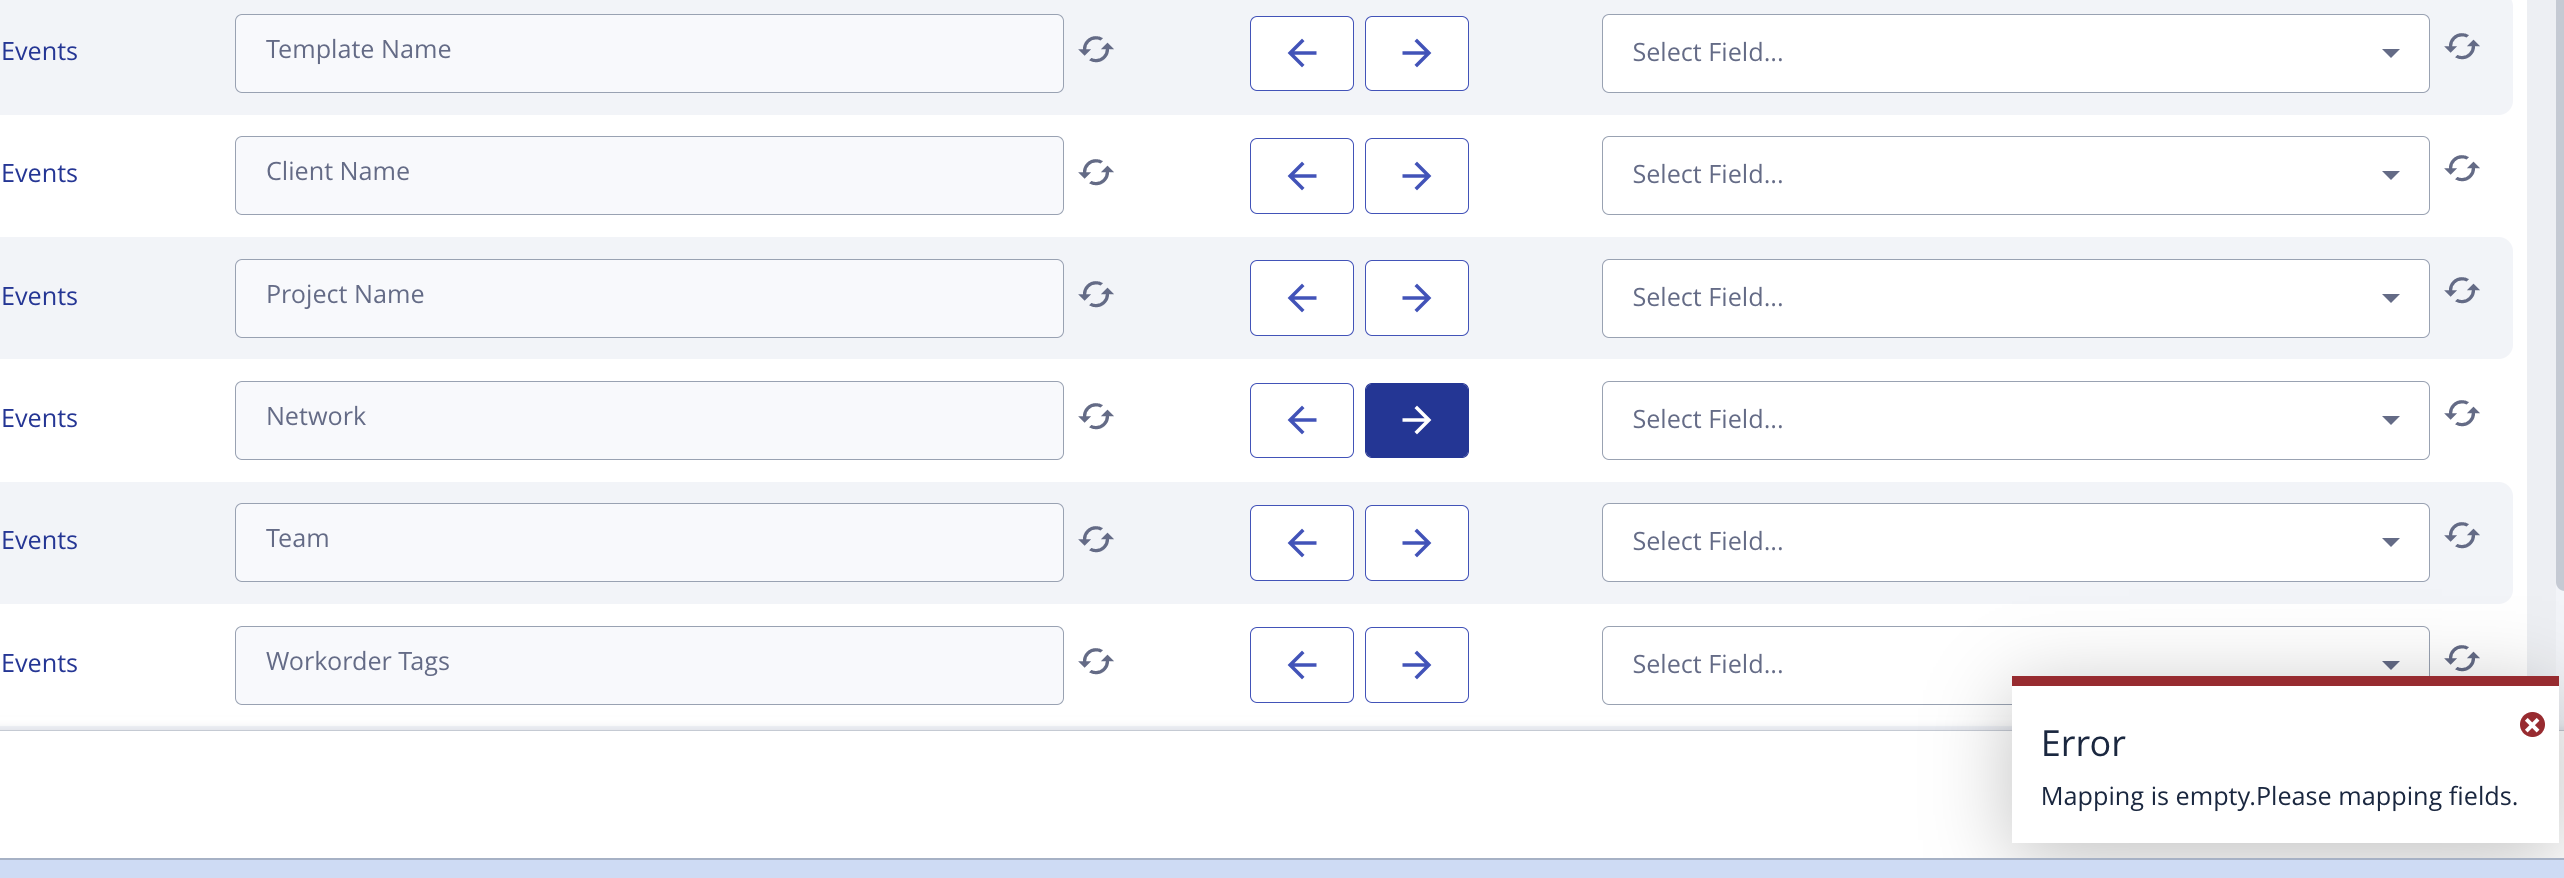 Events Template Name Select Field...
Events Client Name Select Field...
Events Project Name Select Field...
Events Network Select Field...
Events Team Select Field...
Events Workorder Tags Select Field...
Error
Mapping is empty.Please mapping fields.